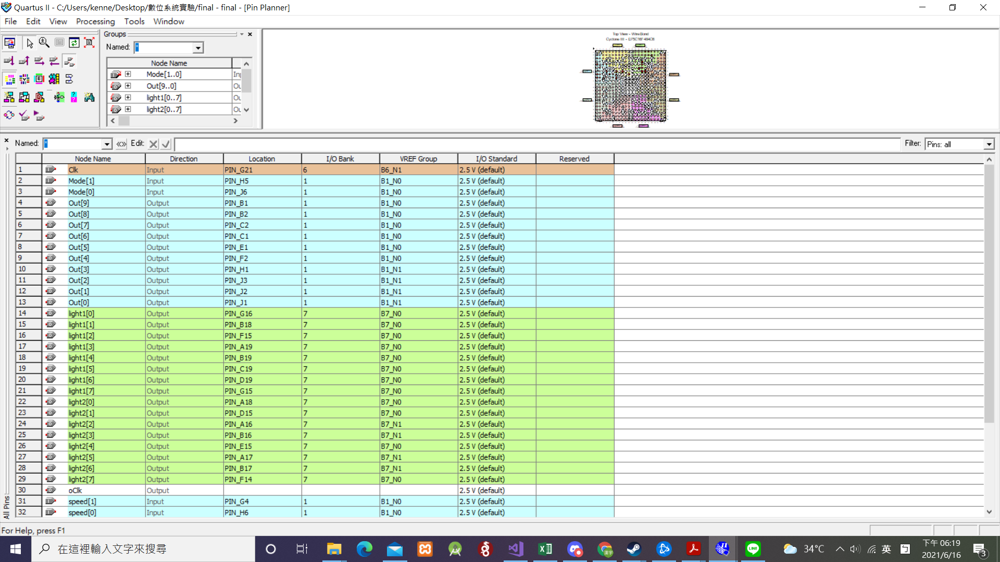 Quartus II - C:/Users/kenne/Desktop/數位系統實驗/final - final - [Pin Planner]
File Edit View Processing Tools Window
Groups
Named: *
Node Name
Mode[1..0] In
Out[9..0] Ou
light1[0..7] Ou
light2[0..7] Ou
Top View - Wire Bond
Cyclone III - EP3C16F484C6
Named: * Edit: Filter: Pins: all
Node Name Direction Location I/O Bank VREF Group I/O Standard Reserved
1 Clk Input PIN_G21 6 B6_N1 2.5 V (default)
2 Mode[1] Input PIN_H5 1 B1_N0 2.5 V (default)
3 Mode[0] Input PIN_J6 1 B1_N0 2.5 V (default)
4 Out[9] Output PIN_B1 1 B1_N0 2.5 V (default)
5 Out[8] Output PIN_B2 1 B1_N0 2.5 V (default)
6 Out[7] Output PIN_C2 1 B1_N0 2.5 V (default)
7 Out[6] Output PIN_C1 1 B1_N0 2.5 V (default)
8 Out[5] Output PIN_E1 1 B1_N0 2.5 V (default)
9 Out[4] Output PIN_F2 1 B1_N0 2.5 V (default)
10 Out[3] Output PIN_H1 1 B1_N1 2.5 V (default)
11 Out[2] Output PIN_J3 1 B1_N1 2.5 V (default)
12 Out[1] Output PIN_J2 1 B1_N1 2.5 V (default)
13 Out[0] Output PIN_J1 1 B1_N1 2.5 V (default)
14 light1[0] Output PIN_G16 7 B7_N0 2.5 V (default)
15 light1[1] Output PIN_B18 7 B7_N0 2.5 V (default)
16 light1[2] Output PIN_F15 7 B7_N0 2.5 V (default)
17 light1[3] Output PIN_A19 7 B7_N0 2.5 V (default)
18 light1[4] Output PIN_B19 7 B7_N0 2.5 V (default)
19 light1[5] Output PIN_C19 7 B7_N0 2.5 V (default)
20 light1[6] Output PIN_D19 7 B7_N0 2.5 V (default)
21 light1[7] Output PIN_G15 7 B7_N0 2.5 V (default)
22 light2[0] Output PIN_A18 7 B7_N0 2.5 V (default)
23 light2[1] Output PIN_D15 7 B7_N0 2.5 V (default)
24 light2[2] Output PIN_A16 7 B7_N1 2.5 V (default)
25 light2[3] Output PIN_B16 7 B7_N1 2.5 V (default)
26 light2[4] Output PIN_E15 7 B7_N0 2.5 V (default)
27 light2[5] Output PIN_A17 7 B7_N1 2.5 V (default)
28 light2[6] Output PIN_B17 7 B7_N1 2.5 V (default)
29 light2[7] Output PIN_F14 7 B7_N0 2.5 V (default)
30 oClk Output 2.5 V (default)
31 speed[1] Input PIN_G4 1 B1_N0 2.5 V (default)
32 speed[0] Input PIN_H6 1 B1_N0 2.5 V (default)
All Pins
For Help, press F1
在這裡輸入文字來搜尋
LINE
34°C
英
下午 06:19
2021/6/16
3